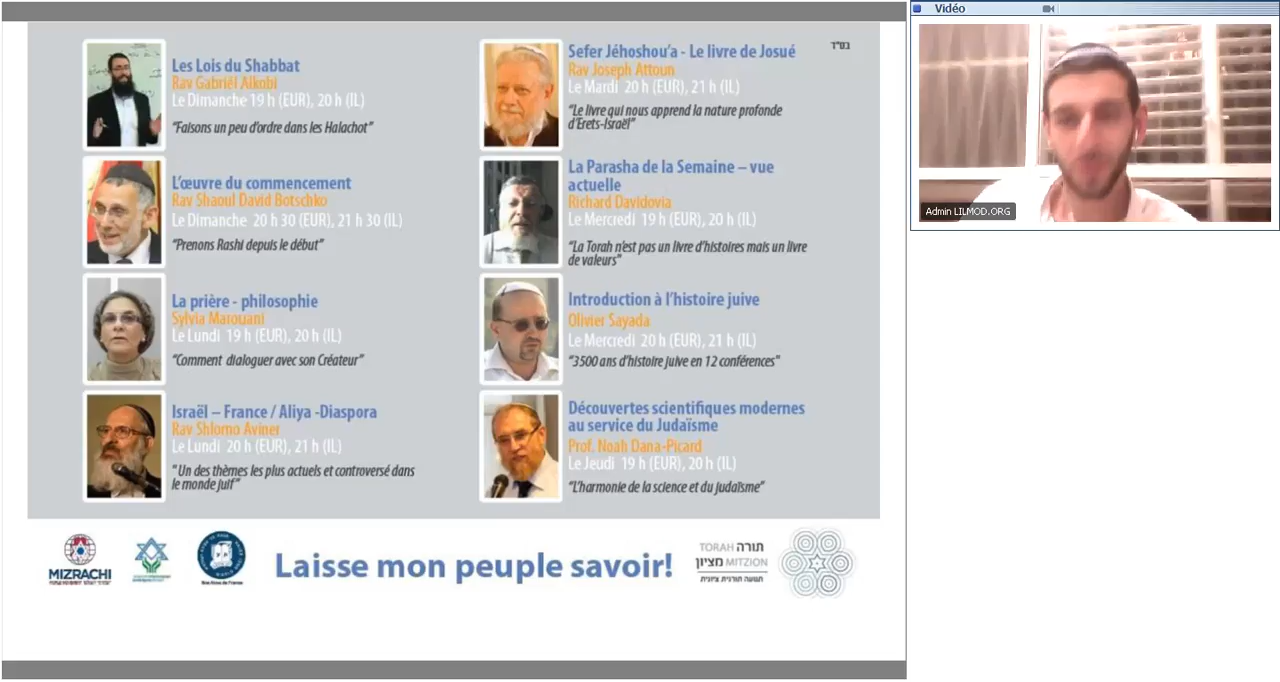 Les Lois du Shabbat
Rav Gabriël Alkobi
Le Dimanche 19 h (EUR), 20 h (IL)
"Faisons un peu d'ordre dans les Halachot"
L'œuvre du commencement
Rav Shaoul David Botschko
Le Dimanche 20 h 30 (EUR), 21 h 30 (IL)
"Prenons Rashi depuis le début"
La prière - philosophie
Sylvia Marouani
Le Lundi 19 h (EUR), 20 h (IL)
"Comment dialoguer avec son Créateur"
Israël – France / Aliya -Diaspora
Rav Shlomo Aviner
Le Lundi 20 h (EUR), 21 h (IL)
" Un des thèmes les plus actuels et controversé dans
le monde juif"
בס"ד
Sefer Jéhoshou'a - Le livre de Josué
Rav Joseph Attoun
Le Mardi 20 h (EUR), 21 h (IL)
"Le livre qui nous apprend la nature profonde
d'Erets-Israël"
La Parasha de la Semaine – vue
actuelle
Richard Davidovia
Le Mercredi 19 h (EUR), 20 h (IL)
"La Torah n'est pas un livre d'histoires mais un livre
de valeurs"
Introduction à l'histoire juive
Olivier Sayada
Le Mercredi 20 h (EUR), 21 h (IL)
"3500 ans d'histoire juive en 12 conférences"
Découvertes scientifiques modernes
au service du Judaïsme
Prof. Noah Dana-Picard
Le Jeudi 19 h (EUR), 20 h (IL)
"L'harmonie de la science et du judaïsme"
MIZRACHI
Laisse mon peuple savoir!
TORAH תורה
מציון MITZION
תנועה תורנית ציונית
Vidéo
Admin LILMOD.ORG